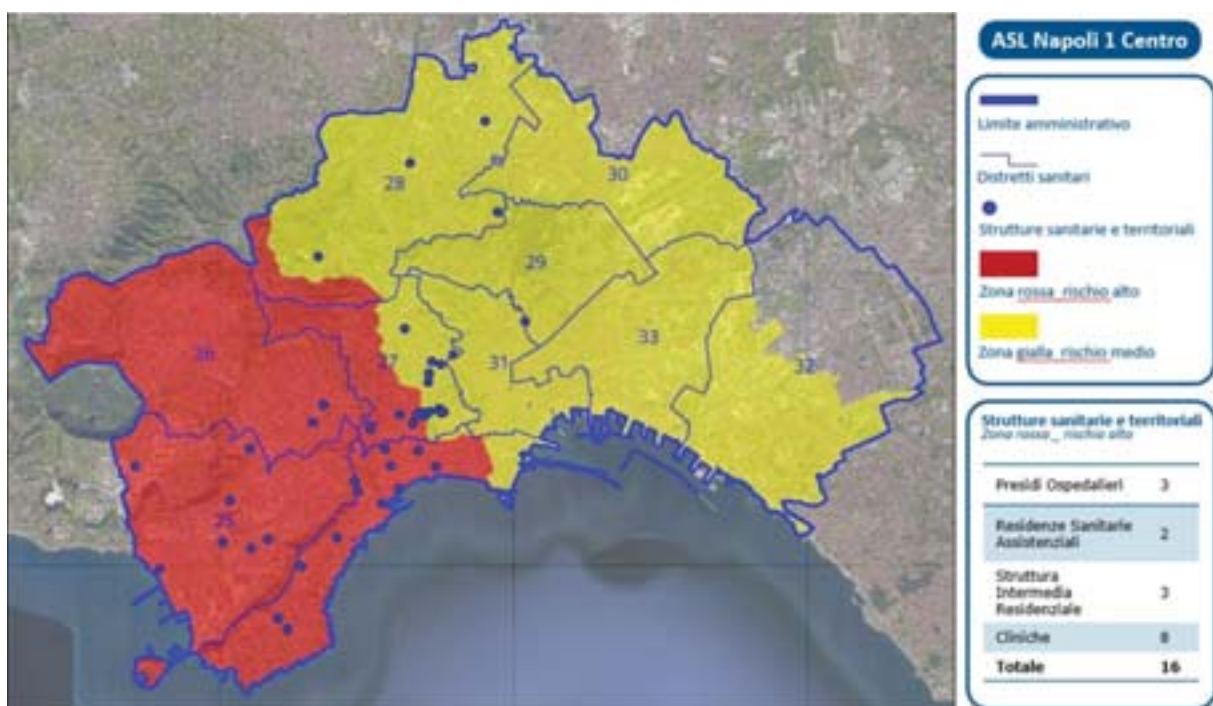 ASL Napoli 1 Centro
Limite amministrativo
Distretti sanitari
Strutture sanitarie e territoriali
Zona rossa_rischio alto
Zona gialla_rischio medio
Strutture sanitarie e territoriali
Zona rossa _ rischio alto
Presidi Ospedalieri 3
Residenze Sanitarie
Assistenziali 2
Struttura
Intermedia 3
Residenziale
Cliniche 8
Totale 16
28
30
29
26
27
31
33
32
25